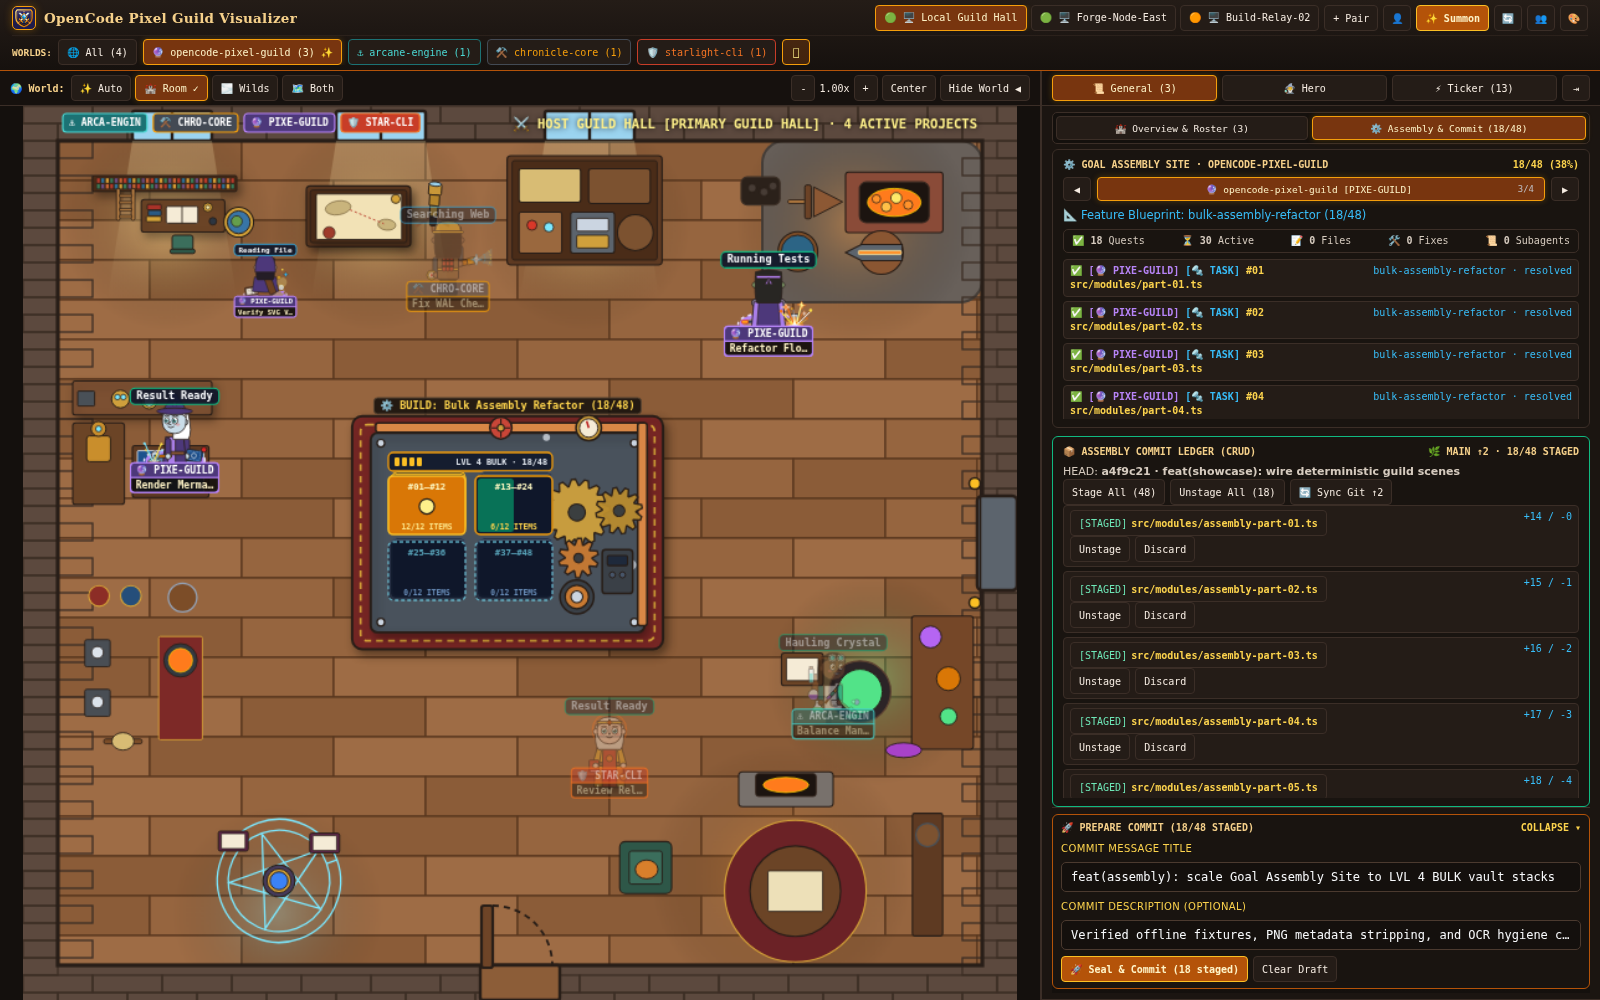 OpenCode Pixel Guild Visualizer
Local Guild Hall
Forge-Node-East
Build-Relay-02
+ Pair
Summon
WORLDS:
All (4)
opencode-pixel-guild (3)
arcane-engine (1)
chronicle-core (1)
starlight-cli (1)
World:
Auto
Room ✓
Wilds
Both
-
1.00x
+
Center
Hide World ◀
General (3)
Hero
⚡ Ticker (13)
ARCA-ENGIN
CHRO-CORE
PIXE-GUILD
STAR-CLI
HOST GUILD HALL [PRIMARY GUILD HALL] · 4 ACTIVE PROJECTS
Searching Web
CHRO-CORE
Fix WAL Che…
Reading File
PIXE-GUILD
Verify SVG V…
Running Tests
PIXE-GUILD
Refactor Flo…
Result Ready
PIXE-GUILD
Render Merma…
BUILD: Bulk Assembly Refactor (18/48)
LVL 4 BULK · 18/48
#01—#12
12/12 ITEMS
#13—#24
6/12 ITEMS
#25—#36
0/12 ITEMS
#37—#48
0/12 ITEMS
Hauling Crystal
ARCA-ENGIN
Balance Man…
Result Ready
STAR-CLI
Review Rel…
Overview & Roster (3)
Assembly & Commit (18/48)
GOAL ASSEMBLY SITE · OPENCODE-PIXEL-GUILD
18/48 (38%)
◀
opencode-pixel-guild [PIXE-GUILD]
3/4
▶
Feature Blueprint: bulk-assembly-refactor (18/48)
18 Quests
30 Active
0 Files
0 Fixes
0 Subagents
[PIXE-GUILD] [TASK] #01
bulk-assembly-refactor · resolved
src/modules/part-01.ts
[PIXE-GUILD] [TASK] #02
bulk-assembly-refactor · resolved
src/modules/part-02.ts
[PIXE-GUILD] [TASK] #03
bulk-assembly-refactor · resolved
src/modules/part-03.ts
[PIXE-GUILD] [TASK] #04
bulk-assembly-refactor · resolved
src/modules/part-04.ts
ASSEMBLY COMMIT LEDGER (CRUD)
MAIN ↑2 · 18/48 STAGED
HEAD: a4f9c21 · feat(showcase): wire deterministic guild scenes
Stage All (48)
Unstage All (18)
Sync Git ↑2
[STAGED] src/modules/assembly-part-01.ts
+14 / -0
Unstage
Discard
[STAGED] src/modules/assembly-part-02.ts
+15 / -1
Unstage
Discard
[STAGED] src/modules/assembly-part-03.ts
+16 / -2
Unstage
Discard
[STAGED] src/modules/assembly-part-04.ts
+17 / -3
Unstage
Discard
[STAGED] src/modules/assembly-part-05.ts
+18 / -4
PREPARE COMMIT (18/48 STAGED)
COLLAPSE ▾
COMMIT MESSAGE TITLE
feat(assembly): scale Goal Assembly Site to LVL 4 BULK vault stacks
COMMIT DESCRIPTION (OPTIONAL)
Verified offline fixtures, PNG metadata stripping, and OCR hygiene c…
Seal & Commit (18 staged)
Clear Draft